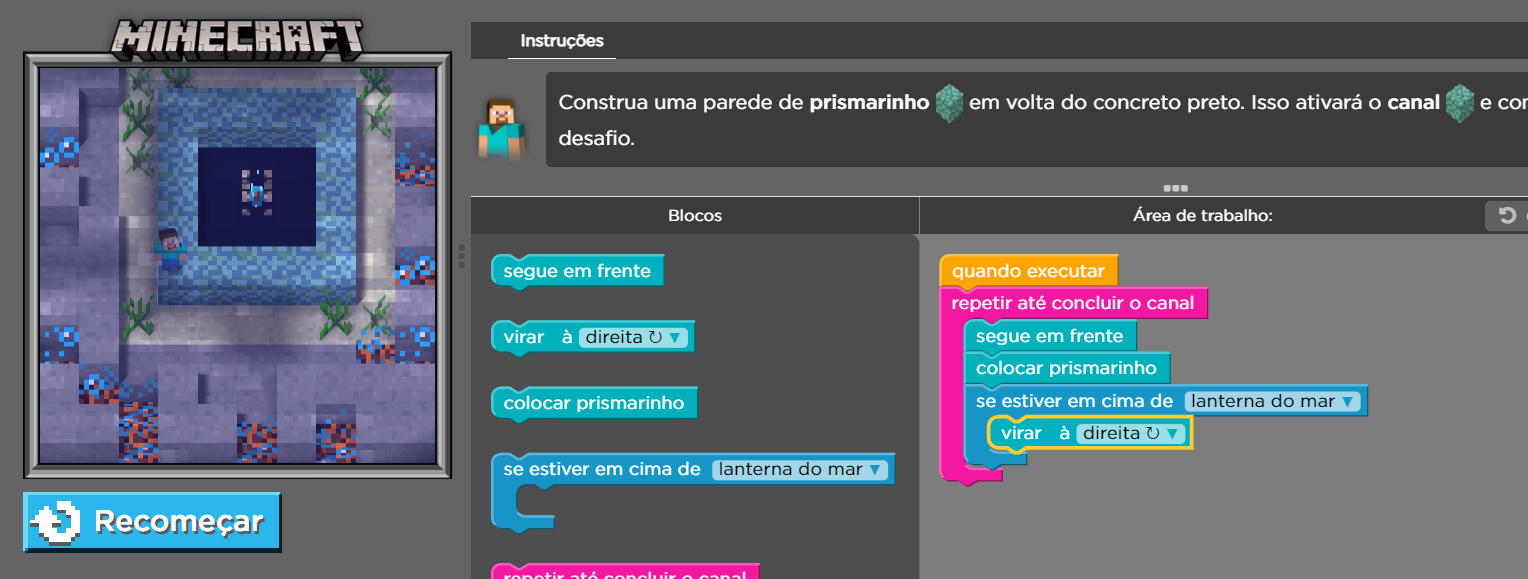 MINECRAFT
Instruções
Construa uma parede de prismarinho em volta do concreto preto. Isso ativará o canal e cor
desafio.
Blocos
Área de trabalho:
segue em frente
virar à direita ↻ ▼
colocar prismarinho
se estiver em cima de lanterna do mar ▼
repetir até concluir o canal
quando executar
repetir até concluir o canal
segue em frente
colocar prismarinho
se estiver em cima de lanterna do mar ▼
virar à direita ↻ ▼
Recomeçar